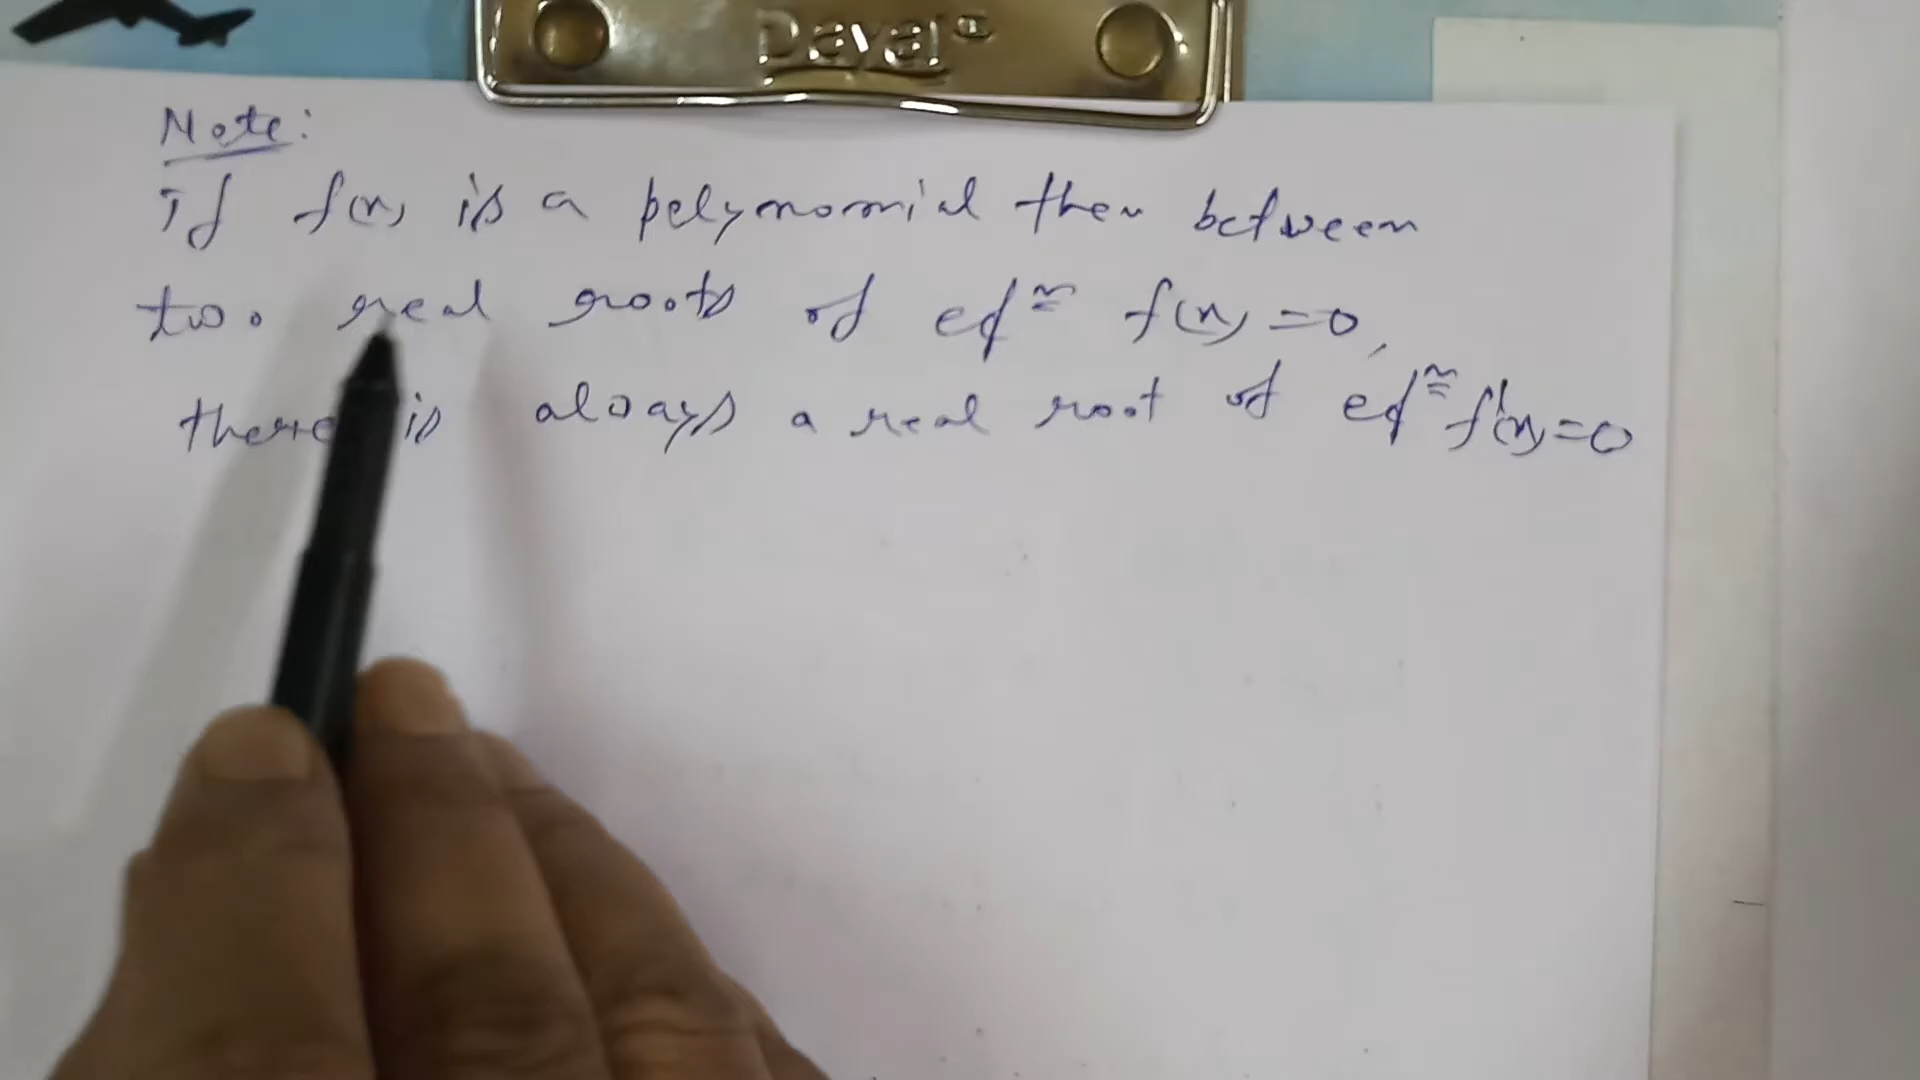 Dayal®
Note:
If f(x) is a polynomial then between
two real roots of eqn f(x)=0,
there is always a real root of eqn f'(x)=0